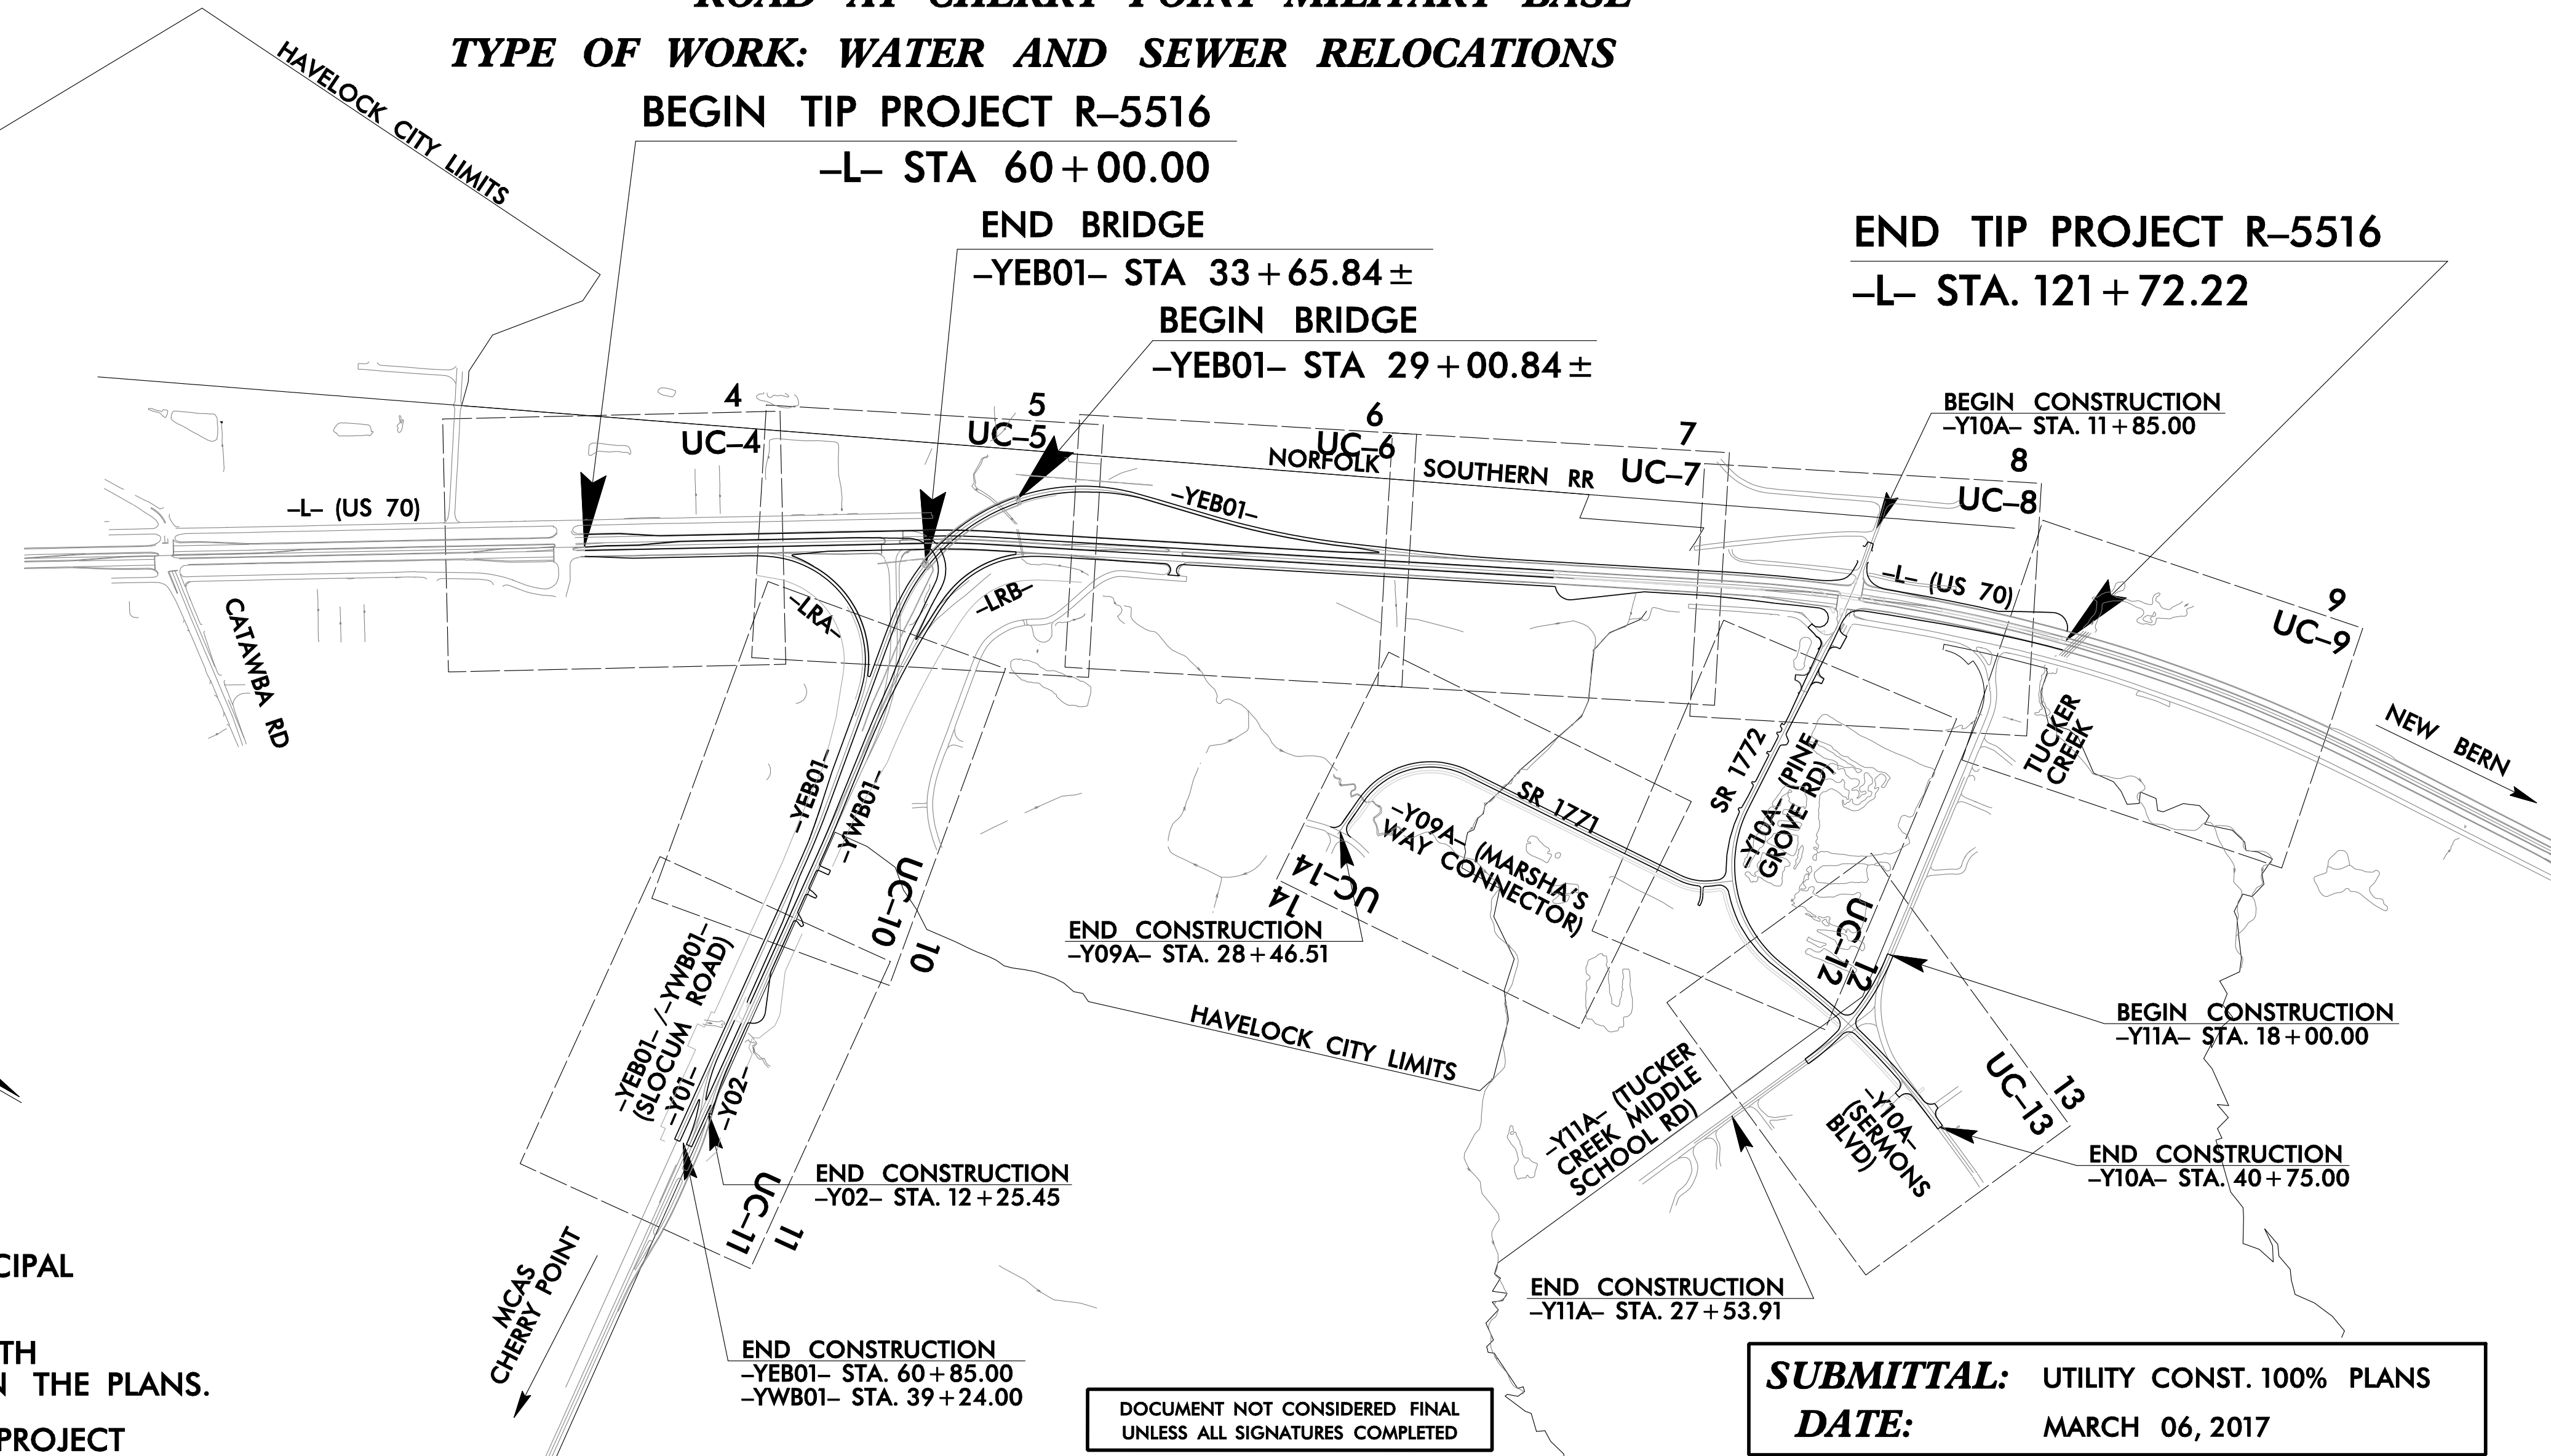 ROAD AT CHERRY POINT MILITARY BASE
TYPE OF WORK: WATER AND SEWER RELOCATIONS
HAVELOCK CITY LIMITS
BEGIN TIP PROJECT R–5516
–L– STA 60+00.00
END BRIDGE
–YEB01– STA 33+65.84±
BEGIN BRIDGE
–YEB01– STA 29+00.84±
END TIP PROJECT R–5516
–L– STA. 121+72.22
BEGIN CONSTRUCTION
–Y10A– STA. 11+85.00
4
UC–4
5
UC–5
6
UC–6
7
UC–7
8
UC–8
9
UC–9
NORFOLK SOUTHERN RR
–L– (US 70)
–YEB01–
–L– (US 70)
–LRA–
–LRB–
CATAWBA RD
TUCKER
CREEK
NEW BERN
–YEB01–
–YWB01–
SR 1772
–Y10A– (PINE
GROVE RD)
SR 1771
–Y09A– (MARSHA'S
WAY CONNECTOR)
UC–14
14
UC–10
10
UC–12
12
END CONSTRUCTION
–Y09A– STA. 28+46.51
–YEB01–/–YWB01–
(SLOCUM ROAD)
–Y01–
–Y02–
HAVELOCK CITY LIMITS
BEGIN CONSTRUCTION
–Y11A– STA. 18+00.00
–Y11A– (TUCKER
CREEK MIDDLE
SCHOOL RD)
–Y10A–
(SERMONS
BLVD)
13
UC–13
END CONSTRUCTION
–Y10A– STA. 40+75.00
END CONSTRUCTION
–Y02– STA. 12+25.45
UC–11
11
MCAS
CHERRY POINT
END CONSTRUCTION
–Y11A– STA. 27+53.91
END CONSTRUCTION
–YEB01– STA. 60+85.00
–YWB01– STA. 39+24.00
CIPAL
TH
N THE PLANS.
PROJECT
DOCUMENT NOT CONSIDERED FINAL
UNLESS ALL SIGNATURES COMPLETED
SUBMITTAL: UTILITY CONST. 100% PLANS
DATE: MARCH 06, 2017